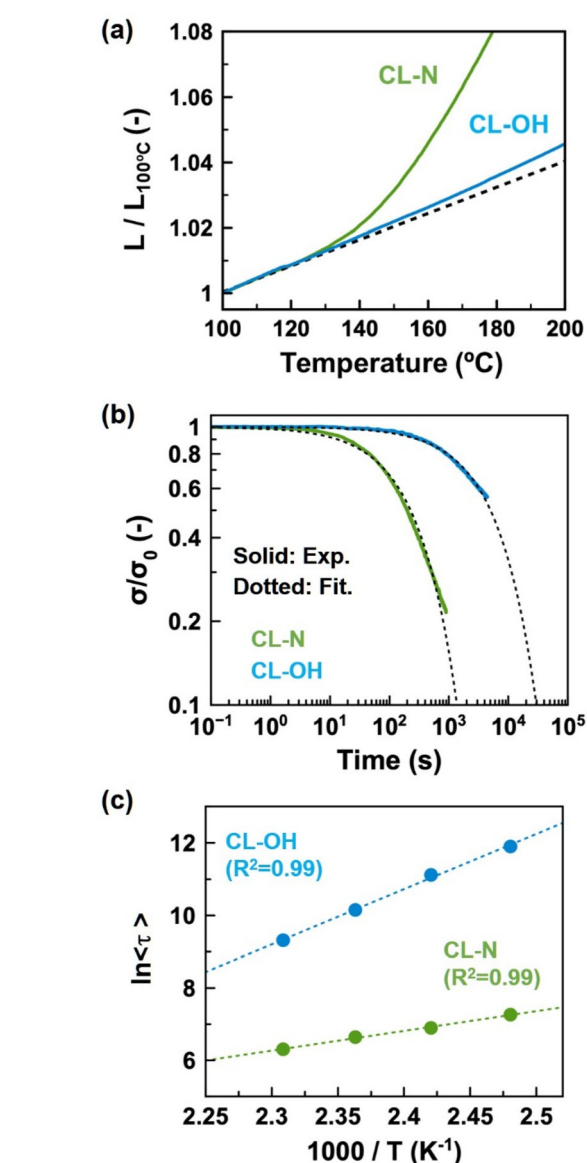 (a)
1.08
1.06
1.04
1.02
1
L / L100ºC (-)
CL-N
CL-OH
100 120 140 160 180 200
Temperature (ºC)
(b)
1
0.8
0.6
0.4
0.2
0.1
σ/σ0 (-)
Solid: Exp.
Dotted: Fit.
CL-N
CL-OH
10−1 100 101 102 103 104 105
Time (s)
(c)
12
10
8
6
ln<τ >
CL-OH
(R2=0.99)
CL-N
(R2=0.99)
2.25 2.3 2.35 2.4 2.45 2.5
1000 / T (K-1)